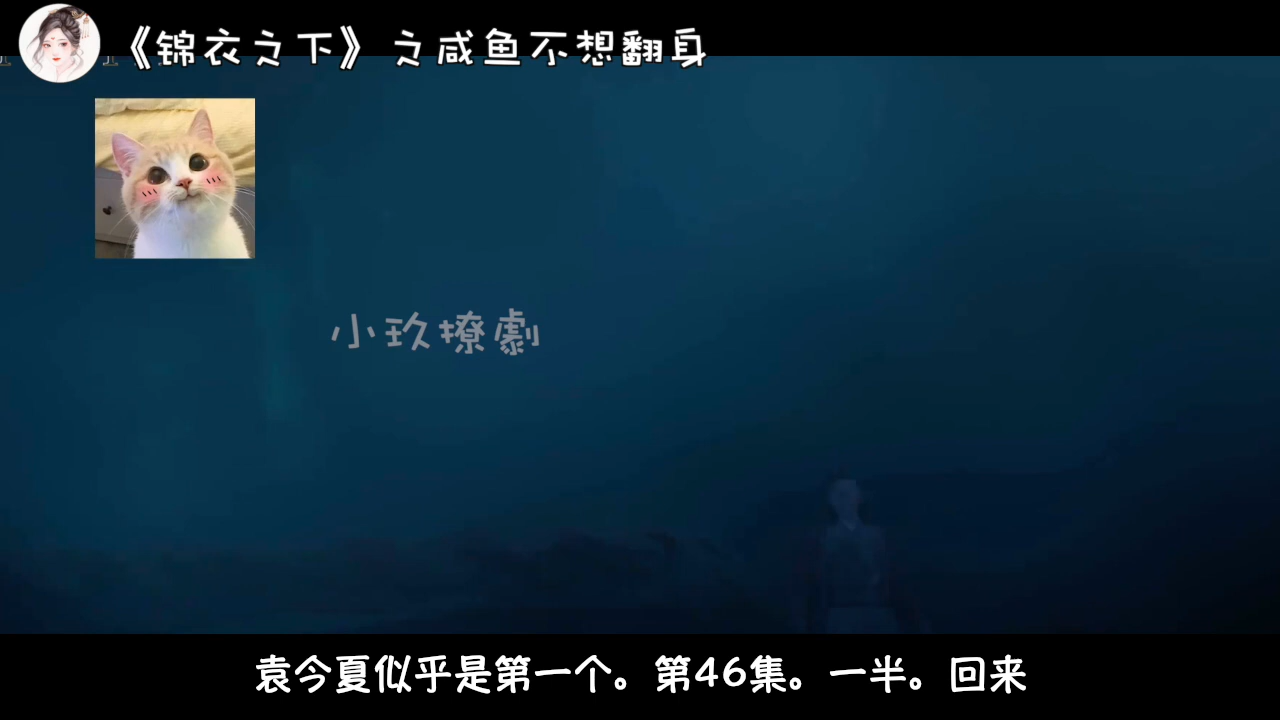 《锦衣之下》之咸鱼不想翻身
小玖撩劇
袁今夏似乎是第一个。第46集。一半。回来